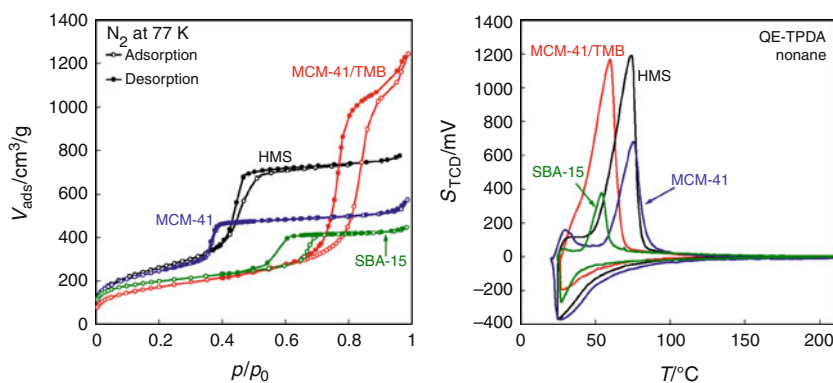 N₂ at 77 K
Adsorption
Desorption
MCM-41/TMB
HMS
MCM-41
SBA-15
V_ads/cm³/g
1400
1200
1000
800
600
400
200
0
0
0.2
0.4
0.6
0.8
1
p/p₀
QE-TPDA
nonane
MCM-41/TMB
HMS
SBA-15
MCM-41
S_TCD/mV
1400
1200
1000
800
600
400
200
0
−200
−400
0
50
100
150
200
T/°C